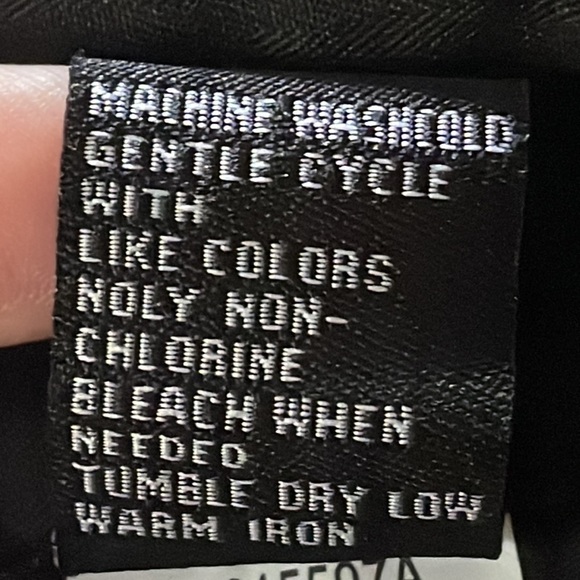 MACHINE WASHCOLD
GENTLE CYCLE
WITH
LIKE COLORS
NOLY NON-
CHLORINE
BLEACH WHEN
NEEDED
TUMBLE DRY LOW
WARM IRON